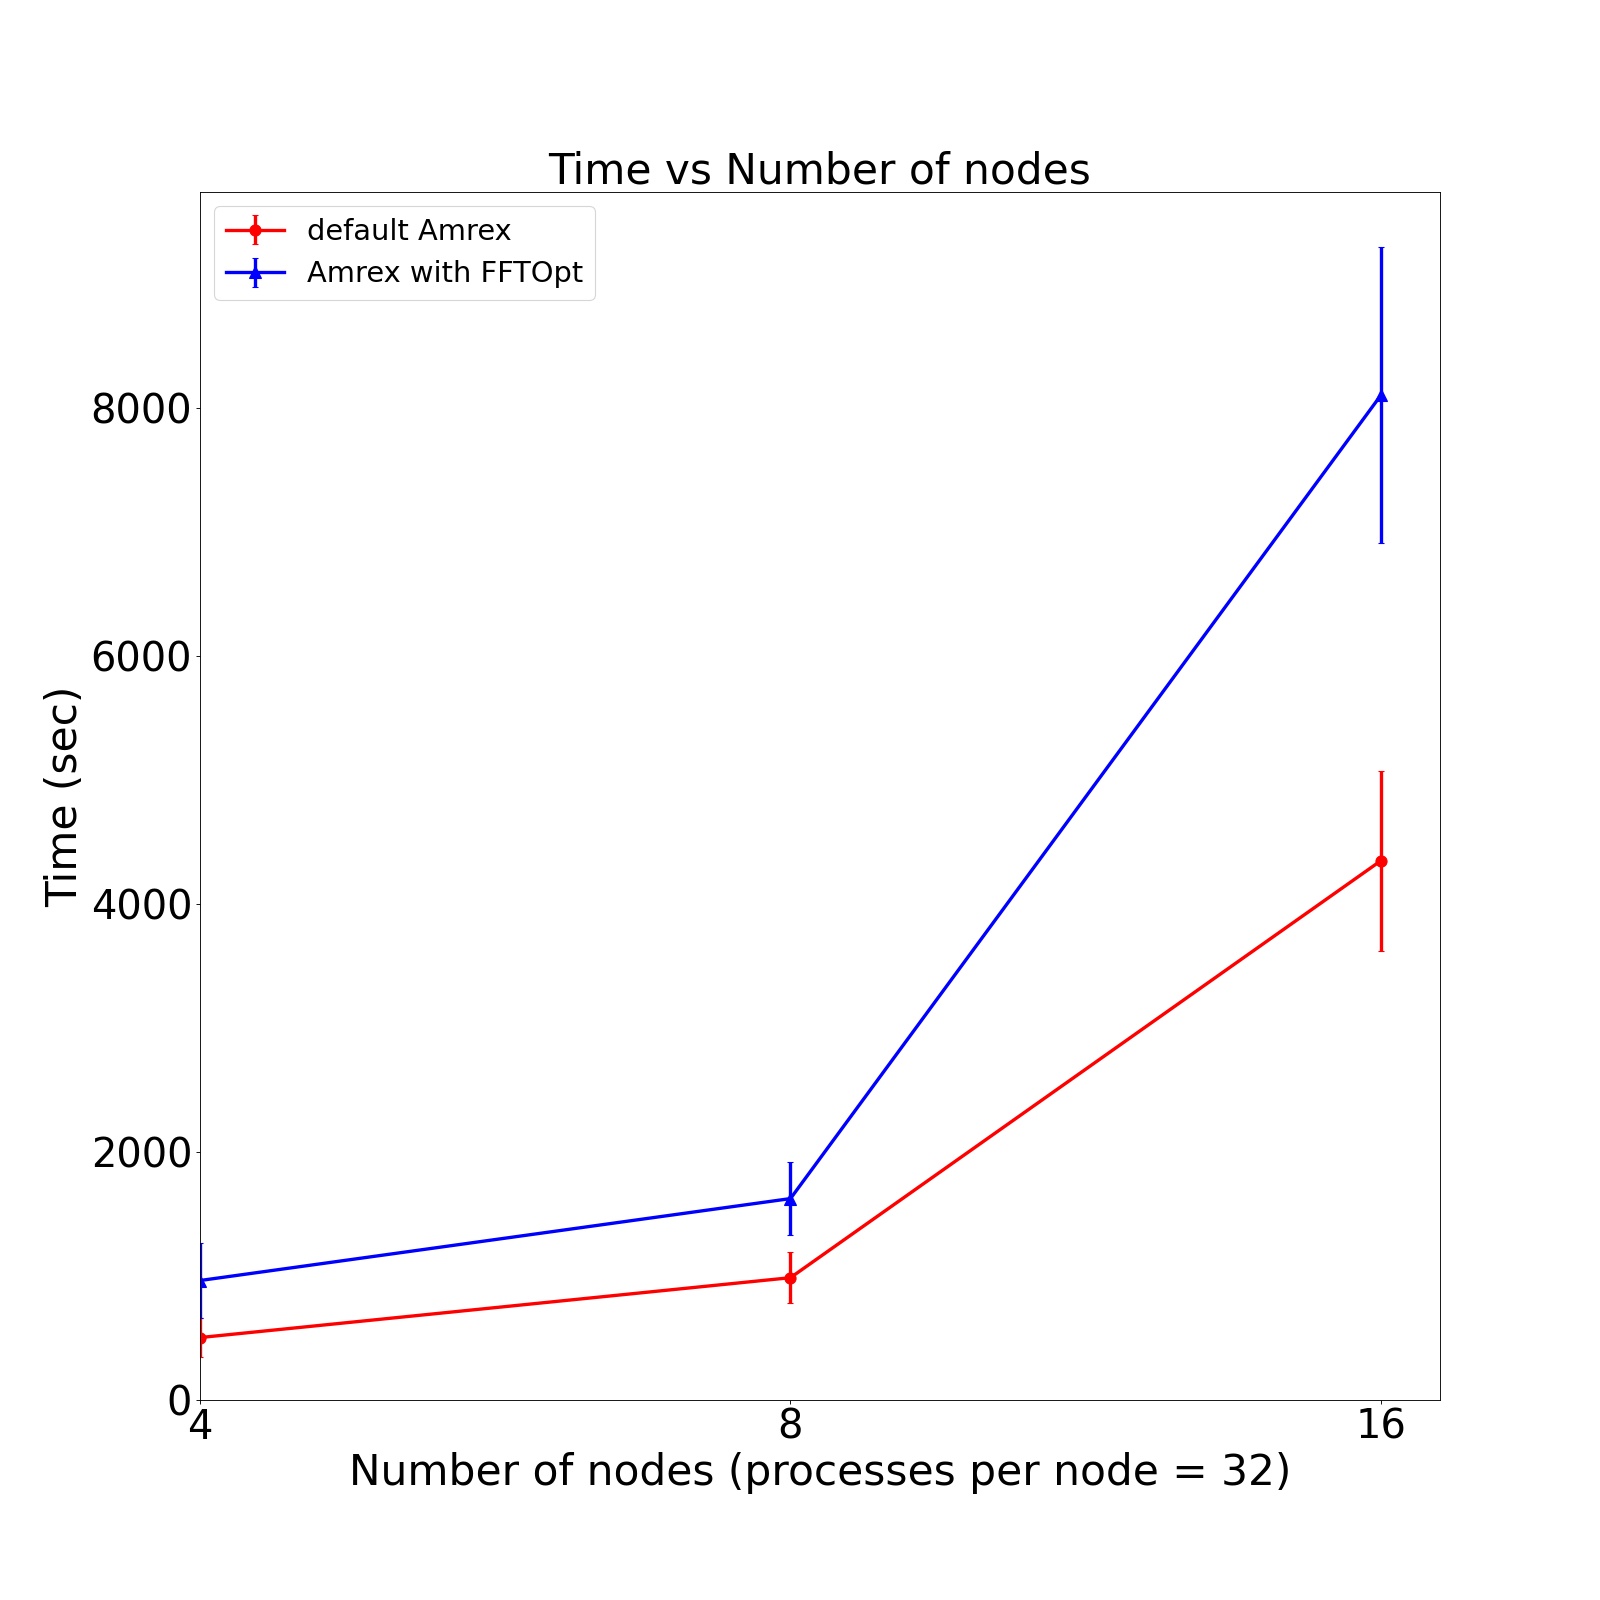 Time vs Number of nodes
default Amrex
Amrex with FFTOpt
8000
6000
4000
2000
0
Time (sec)
4 8 16
Number of nodes (processes per node = 32)